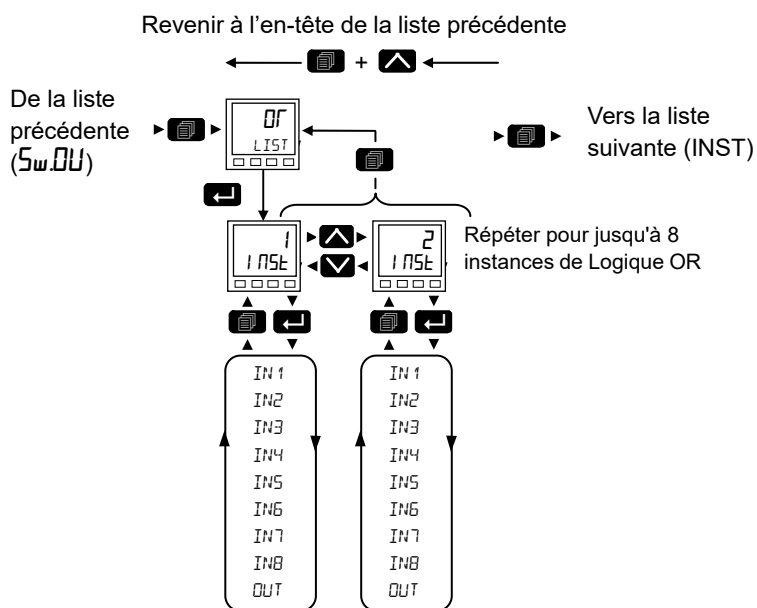 Revenir à l'en-tête de la liste précédente
+
De la liste
précédente
(Sw.OU)
or
LIST
Vers la liste
suivante (INST)
1
INSt
2
INSt
Répéter pour jusqu'à 8
instances de Logique OR
IN1
IN2
IN3
IN4
IN5
IN6
IN7
IN8
OUT
IN1
IN2
IN3
IN4
IN5
IN6
IN7
IN8
OUT